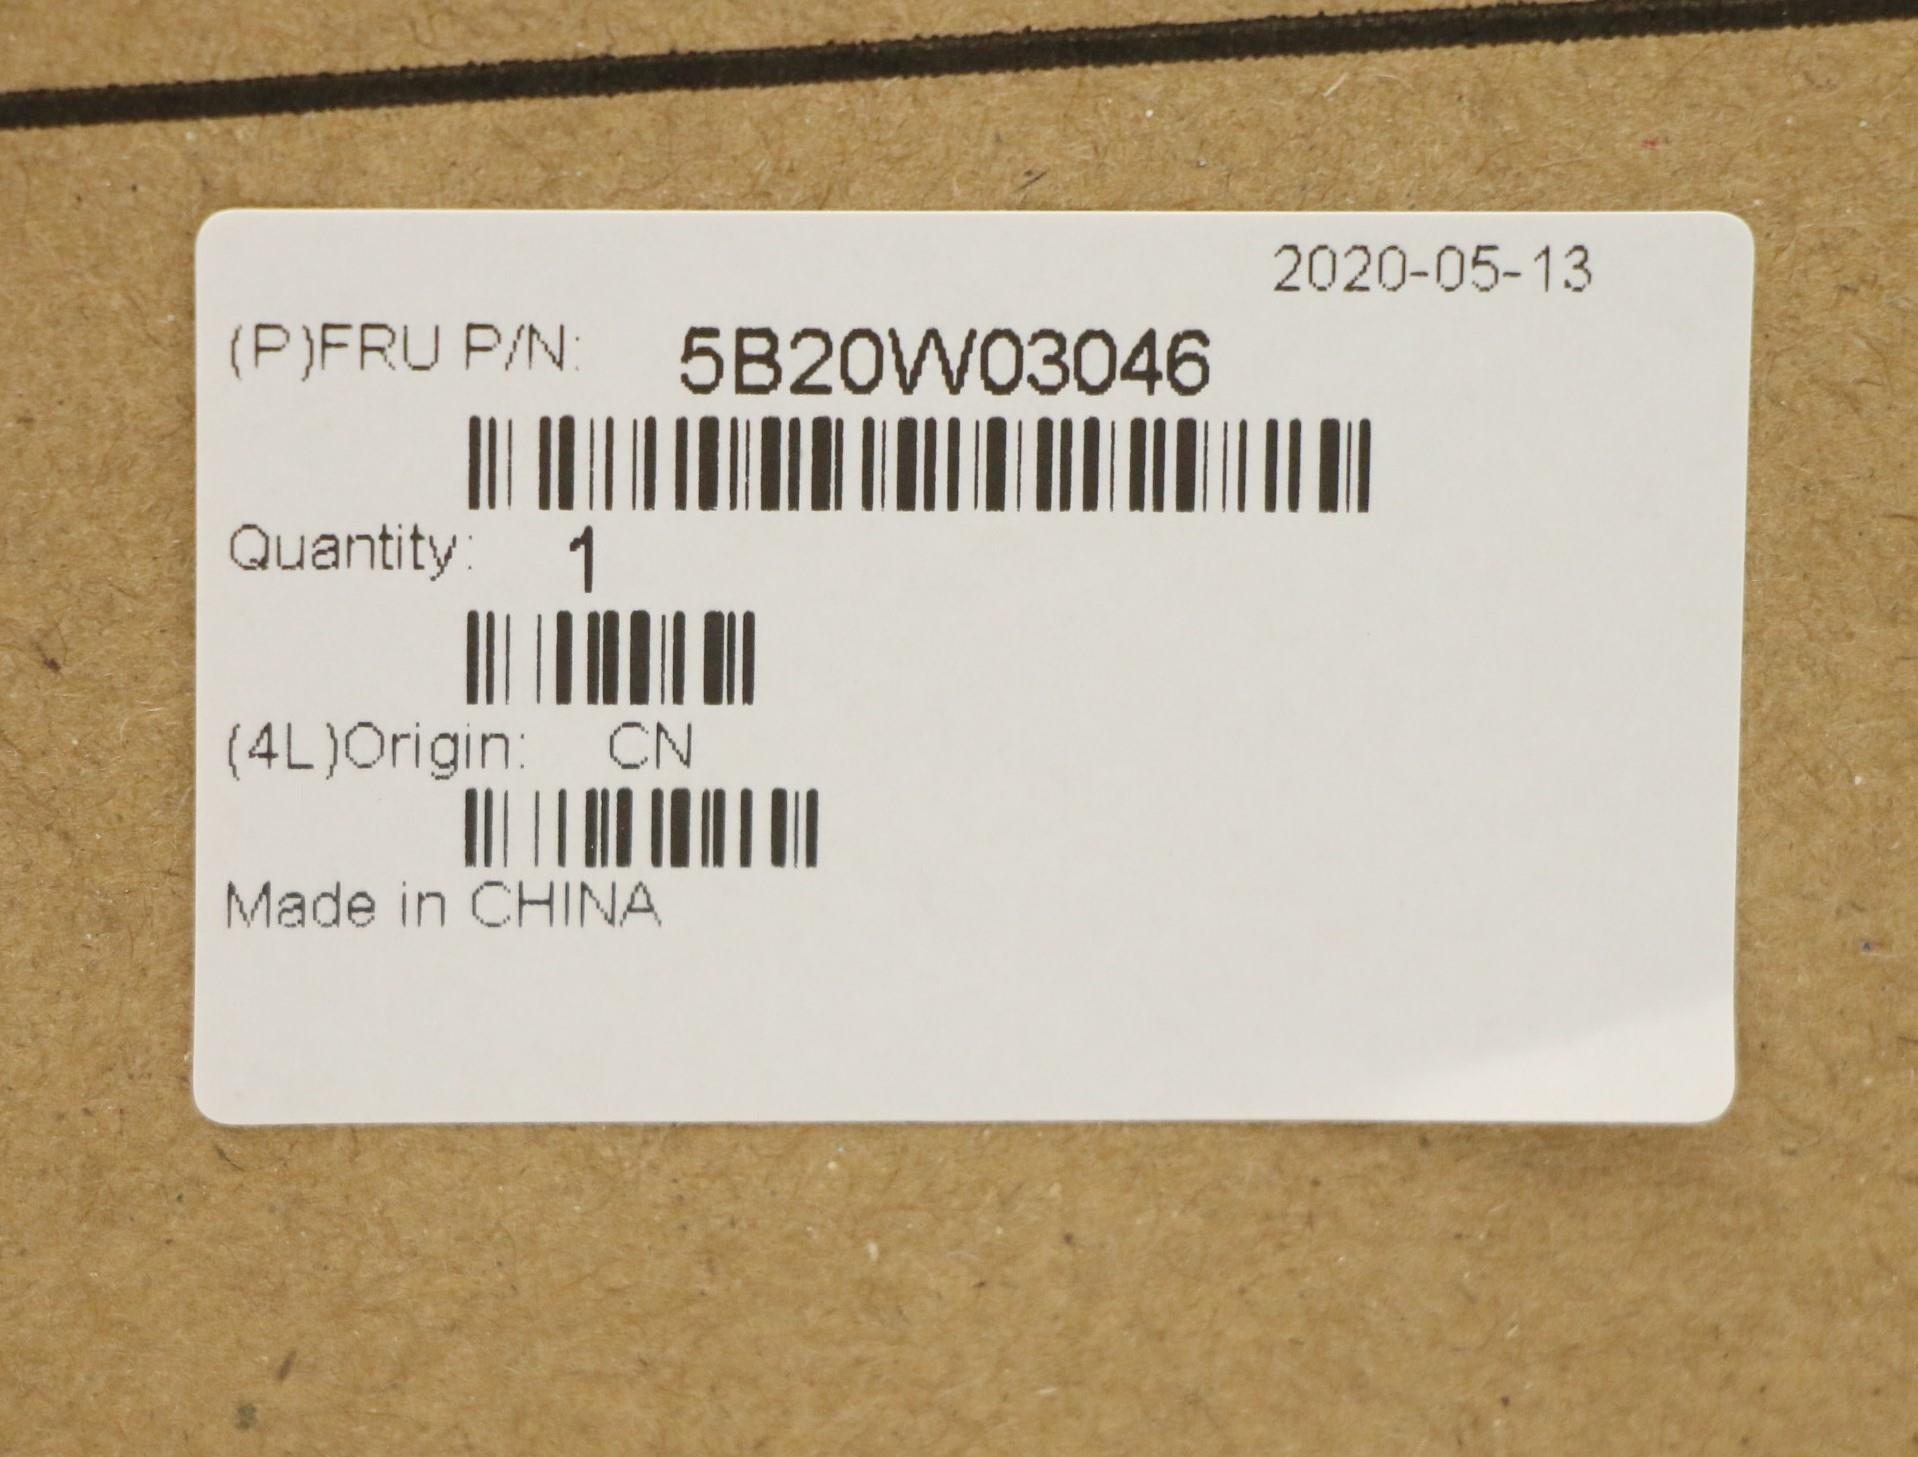 2020-05-13
(P)FRU P/N: 5B20W03046
Quantity: 1
(4L)Origin: CN
Made in CHINA